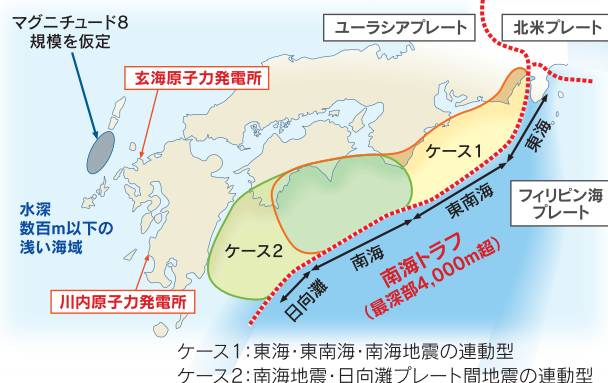 マグニチュード8
規模を仮定
ユーラシアプレート
北米プレート
玄海原子力発電所
ケース1
東海
水深
数百m以下の
浅い海域
東南海
フィリピン海
プレート
ケース2
南海
南海トラフ
(最深部4,000m超)
川内原子力発電所
日向灘
ケース1：東海・東南海・南海地震の連動型
ケース2：南海地震・日向灘プレート間地震の連動型